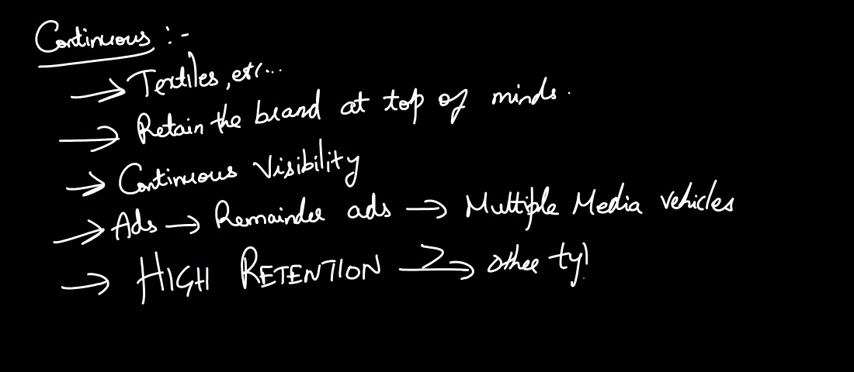 Continuous :-
→ Textiles, etc...
→ Retain the brand at top of minds.
→ Continuous Visibility
→ Ads → Remainder ads → Multiple Media vehicles
→ HIGH RETENTION > → other